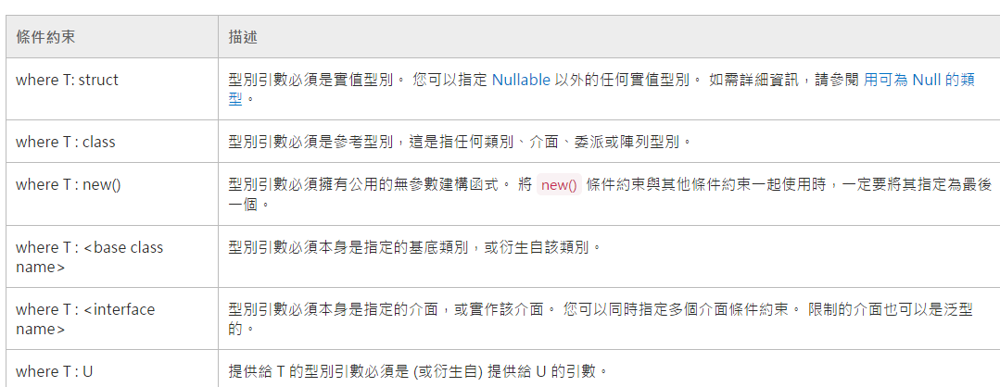 條件約束 描述
where T: struct 型別引數必須是實值型別。 您可以指定 Nullable 以外的任何實值型別。 如需詳細資訊，請參閱 用可為 Null 的類
型。
where T : class 型別引數必須是參考型別，這是指任何類別、介面、委派或陣列型別。
where T : new() 型別引數必須擁有公用的無參數建構函式。 將 new() 條件約束與其他條件約束一起使用時，一定要將其指定為最後
一個。
where T : <base class 型別引數必須本身是指定的基底類別，或衍生自該類別。
name>
where T : <interface 型別引數必須本身是指定的介面，或實作該介面。 您可以同時指定多個介面條件約束。 限制的介面也可以是泛型
name> 的。
where T : U 提供給 T 的型別引數必須是 (或衍生自) 提供給 U 的引數。